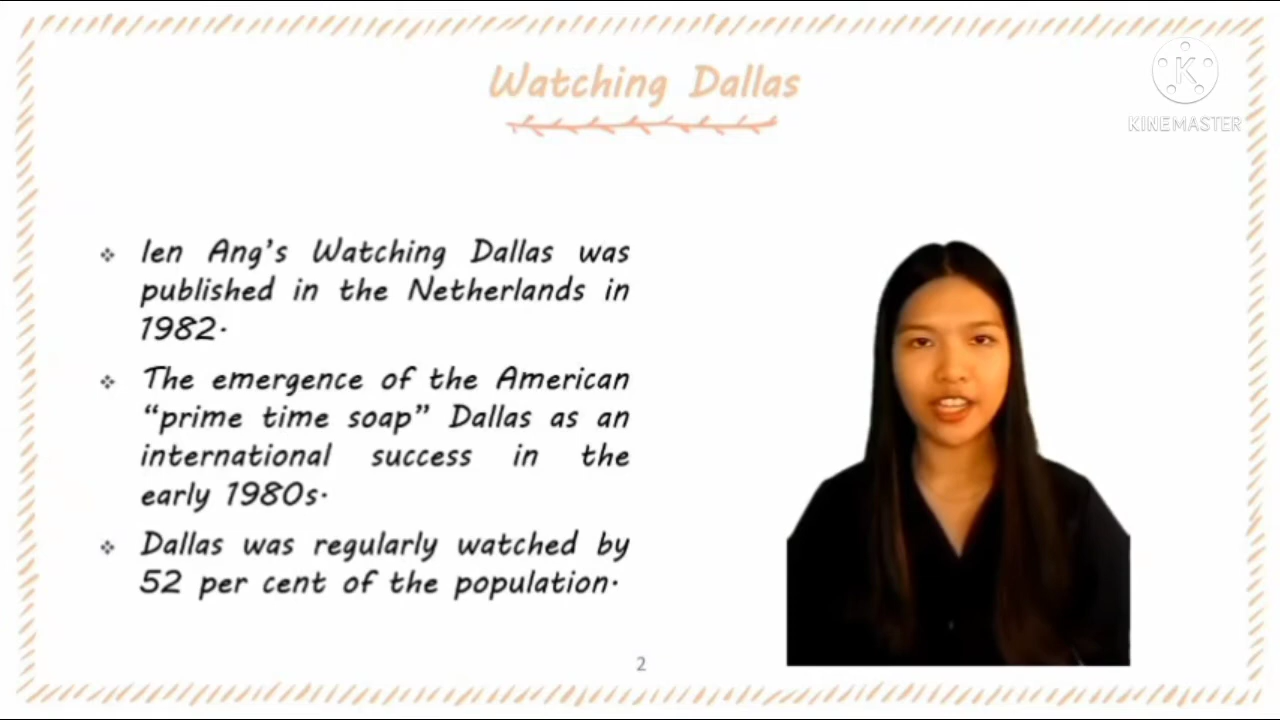 Watching Dallas
K
KINEMASTER
❖ Ien Ang's Watching Dallas was
published in the Netherlands in
1982.
❖ The emergence of the American
“prime time soap” Dallas as an
international success in the
early 1980s.
❖ Dallas was regularly watched by
52 per cent of the population.
2